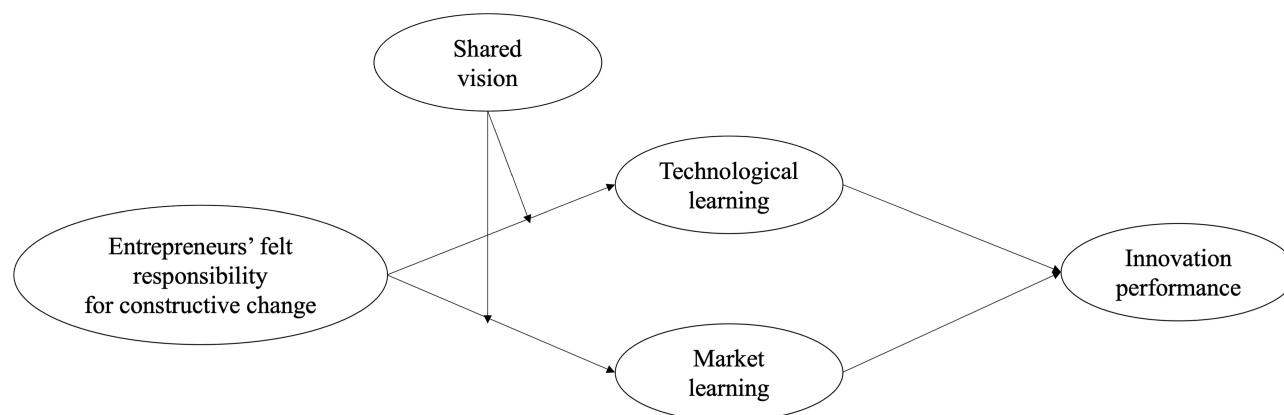 Shared
vision
Technological
learning
Entrepreneurs’ felt
responsibility
for constructive change
Innovation
performance
Market
learning